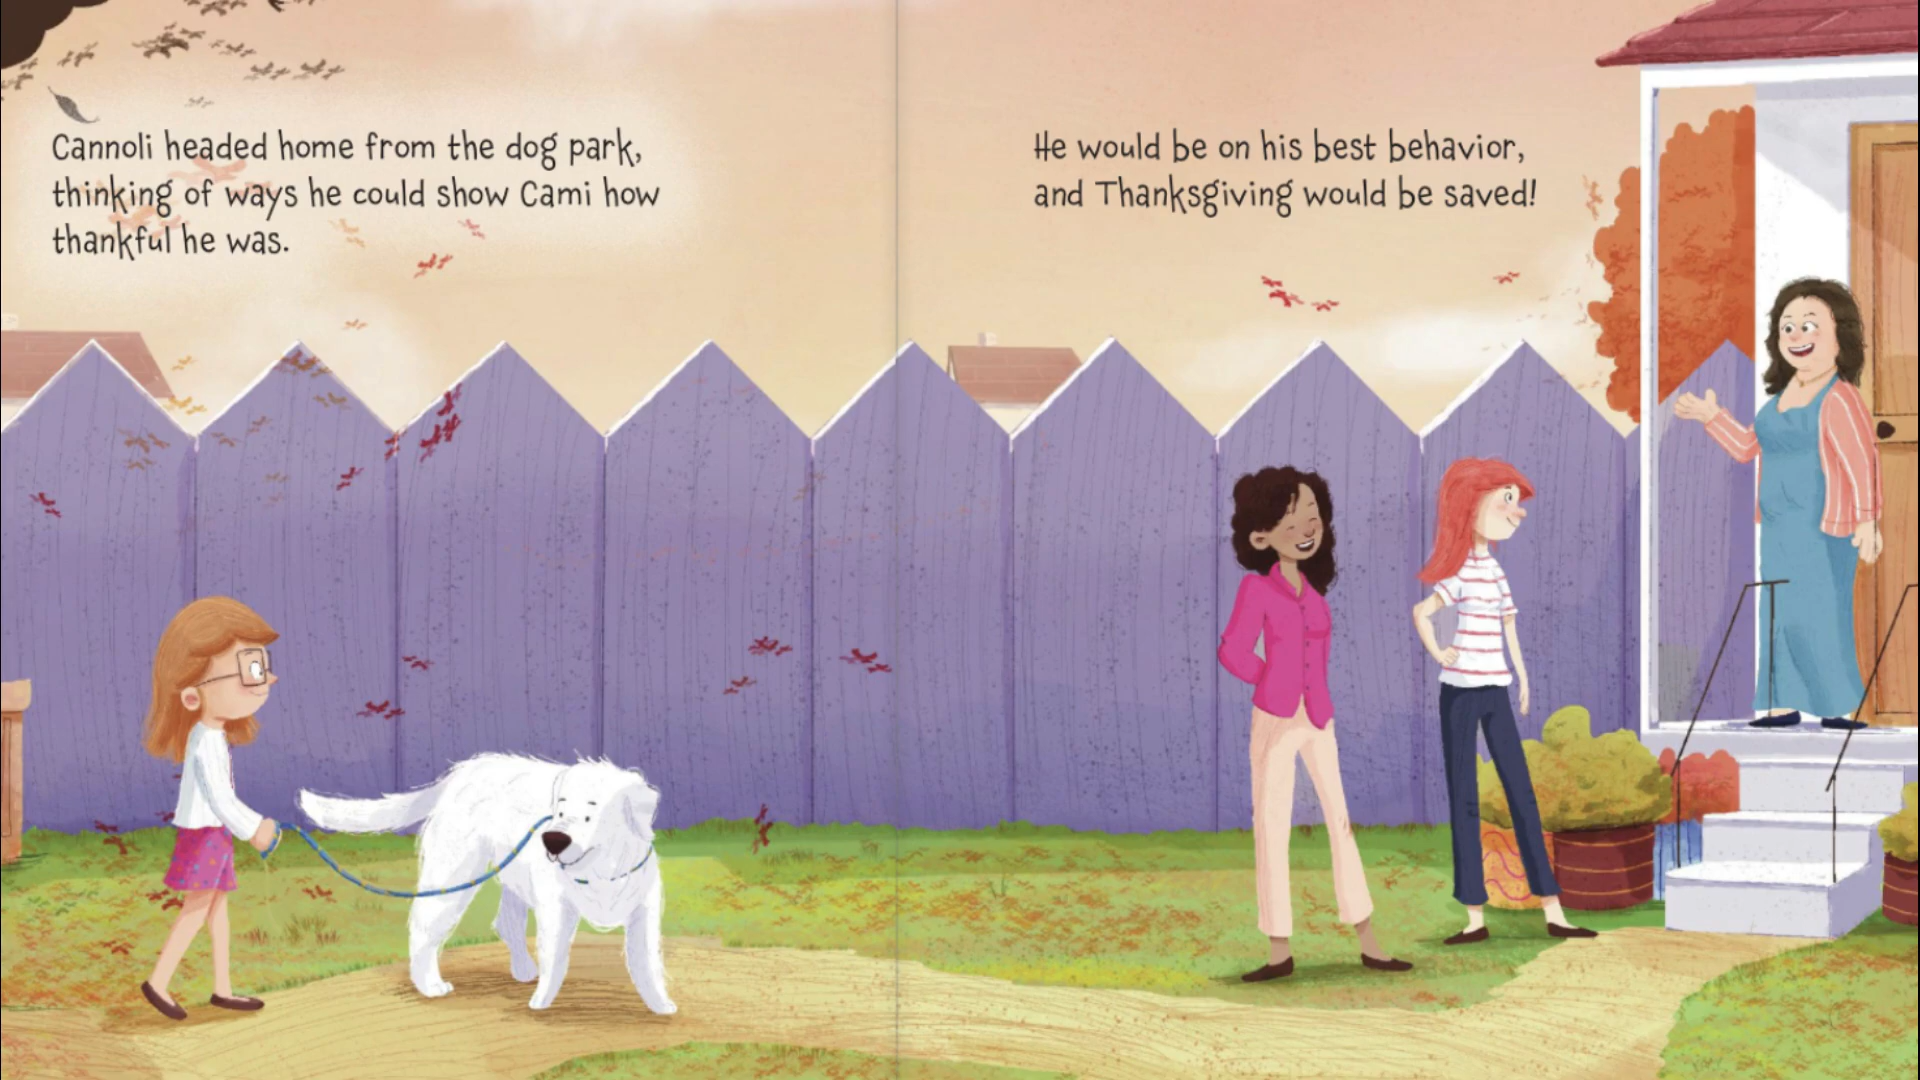 Cannoli headed home from the dog park,
thinking of ways he could show Cami how
thankful he was.
He would be on his best behavior,
and Thanksgiving would be saved!